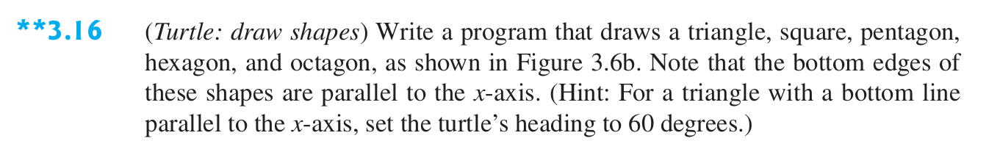 **3.16 (Turtle: draw shapes) Write a program that draws a triangle, square, pentagon,
hexagon, and octagon, as shown in Figure 3.6b. Note that the bottom edges of
these shapes are parallel to the x-axis. (Hint: For a triangle with a bottom line
parallel to the x-axis, set the turtle’s heading to 60 degrees.)